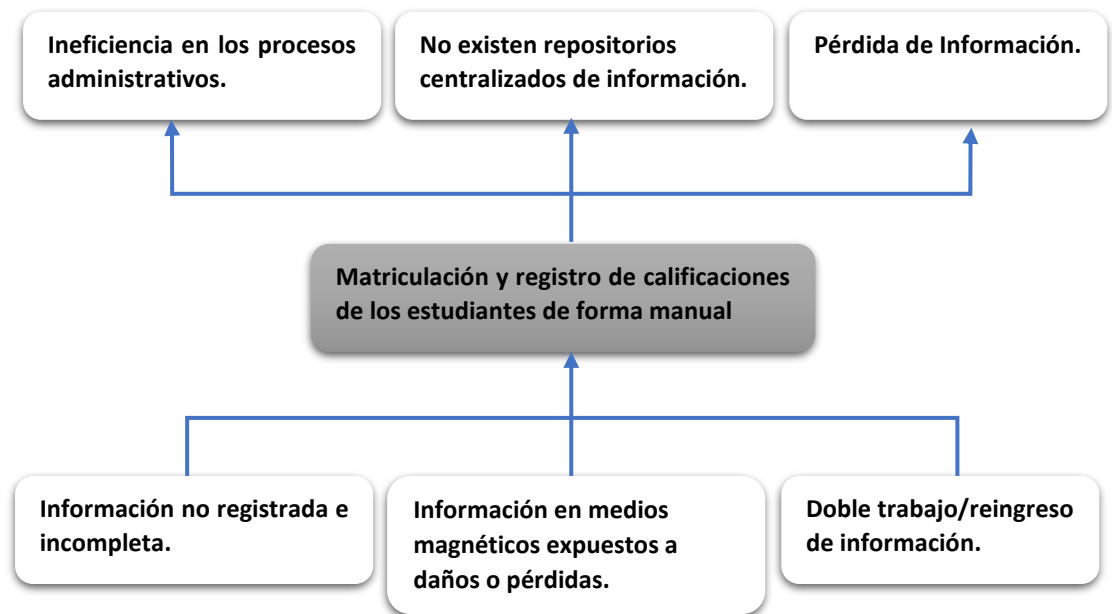 Ineficiencia en los procesos
administrativos.
No existen repositorios
centralizados de información.
Pérdida de Información.
Matriculación y registro de calificaciones
de los estudiantes de forma manual
Información no registrada e
incompleta.
Información en medios
magnéticos expuestos a
daños o pérdidas.
Doble trabajo/reingreso
de información.